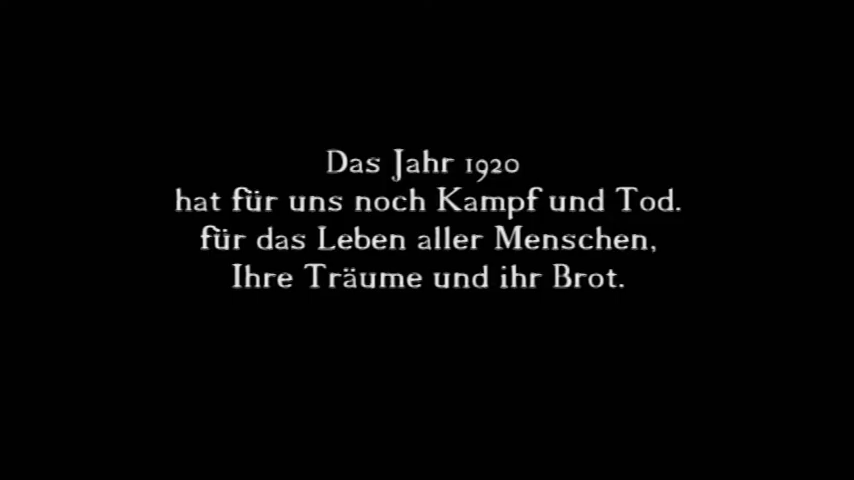 Das Jahr 1920
hat für uns noch Kampf und Tod.
für das Leben aller Menschen,
Ihre Träume und ihr Brot.